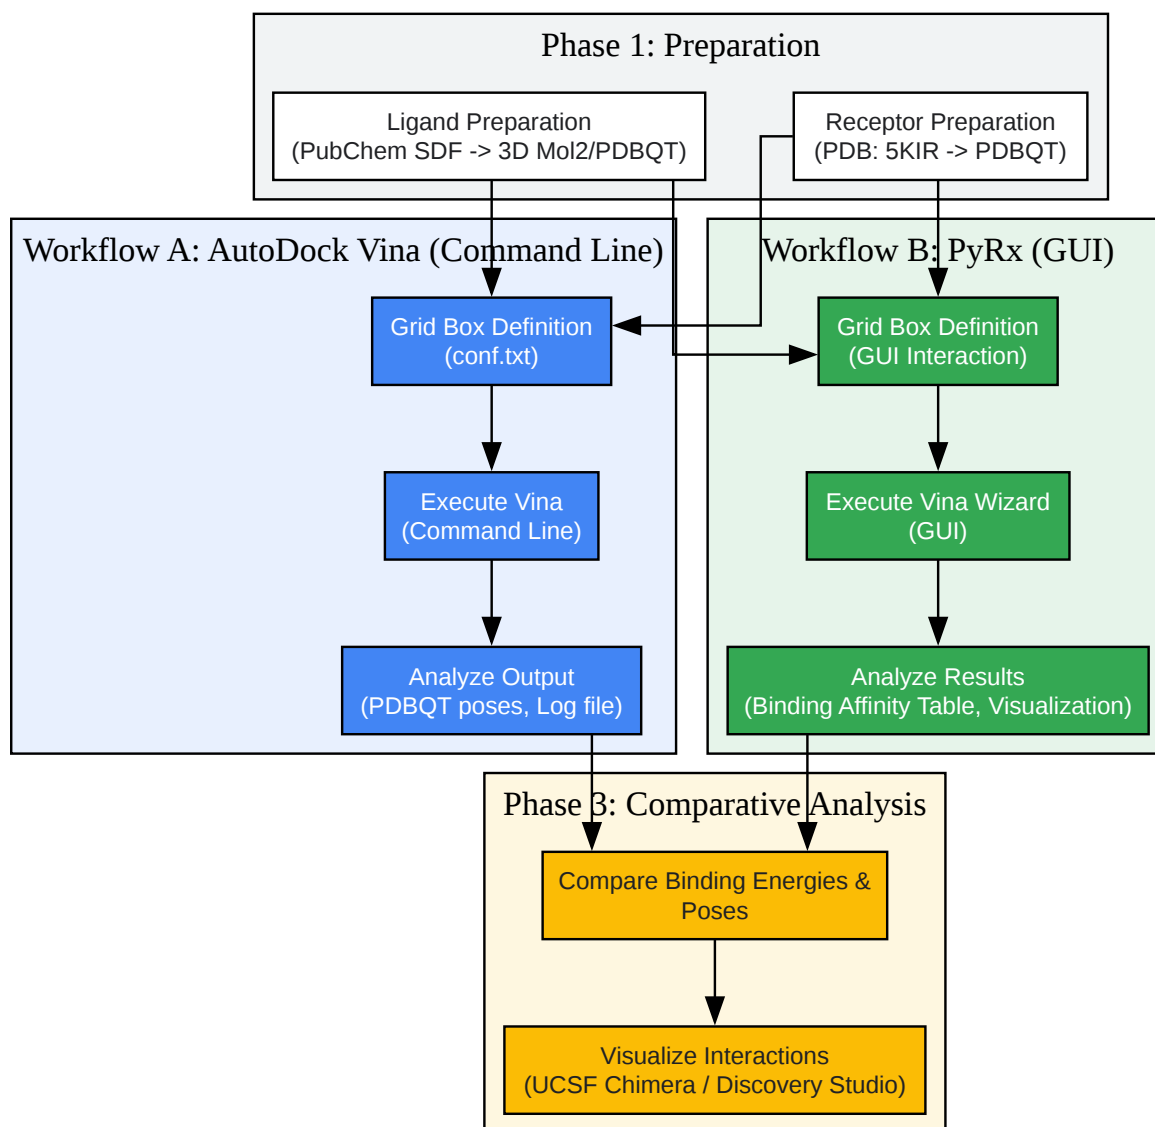 Phase 1: Preparation
Ligand Preparation
(PubChem SDF -> 3D Mol2/PDBQT)
Receptor Preparation
(PDB: 5KIR -> PDBQT)
Workflow A: AutoDock Vina (Command Line)
Grid Box Definition
(conf.txt)
Execute Vina
(Command Line)
Analyze Output
(PDBQT poses, Log file)
Workflow B: PyRx (GUI)
Grid Box Definition
(GUI Interaction)
Execute Vina Wizard
(GUI)
Analyze Results
(Binding Affinity Table, Visualization)
Phase 3: Comparative Analysis
Compare Binding Energies &
Poses
Visualize Interactions
(UCSF Chimera / Discovery Studio)